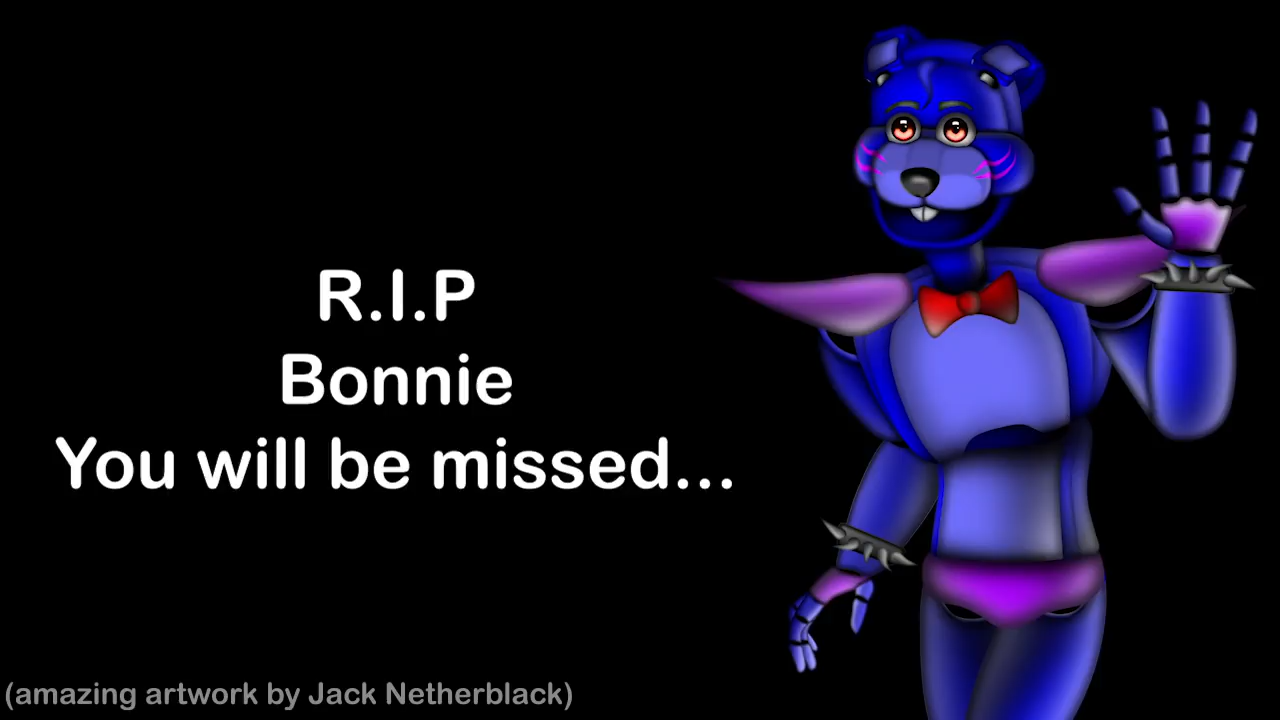 R.I.P
Bonnie
You will be missed...
(amazing artwork by Jack Netherblack)